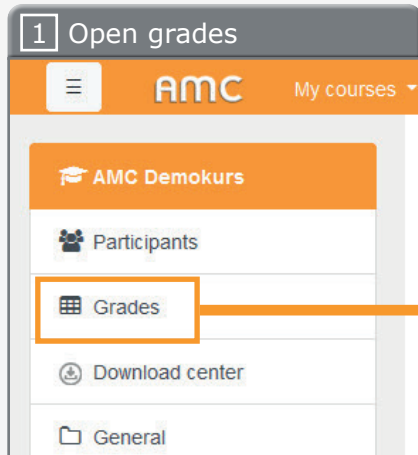 1 Open grades
AMC My courses
AMC Demokurs
Participants
Grades
Download center
General